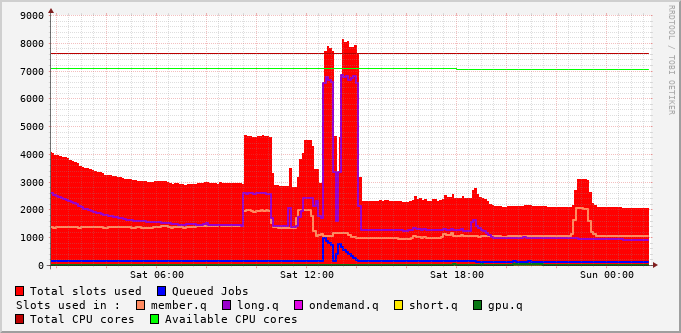 9000
8000
7000
6000
5000
4000
3000
2000
1000
0
Sat 06:00 Sat 12:00 Sat 18:00 Sun 00:00
RRDTOOL / TOBI OETIKER
Total slots used Queued Jobs
Slots used in : member.q long.q ondemand.q short.q gpu.q
Total CPU cores Available CPU cores